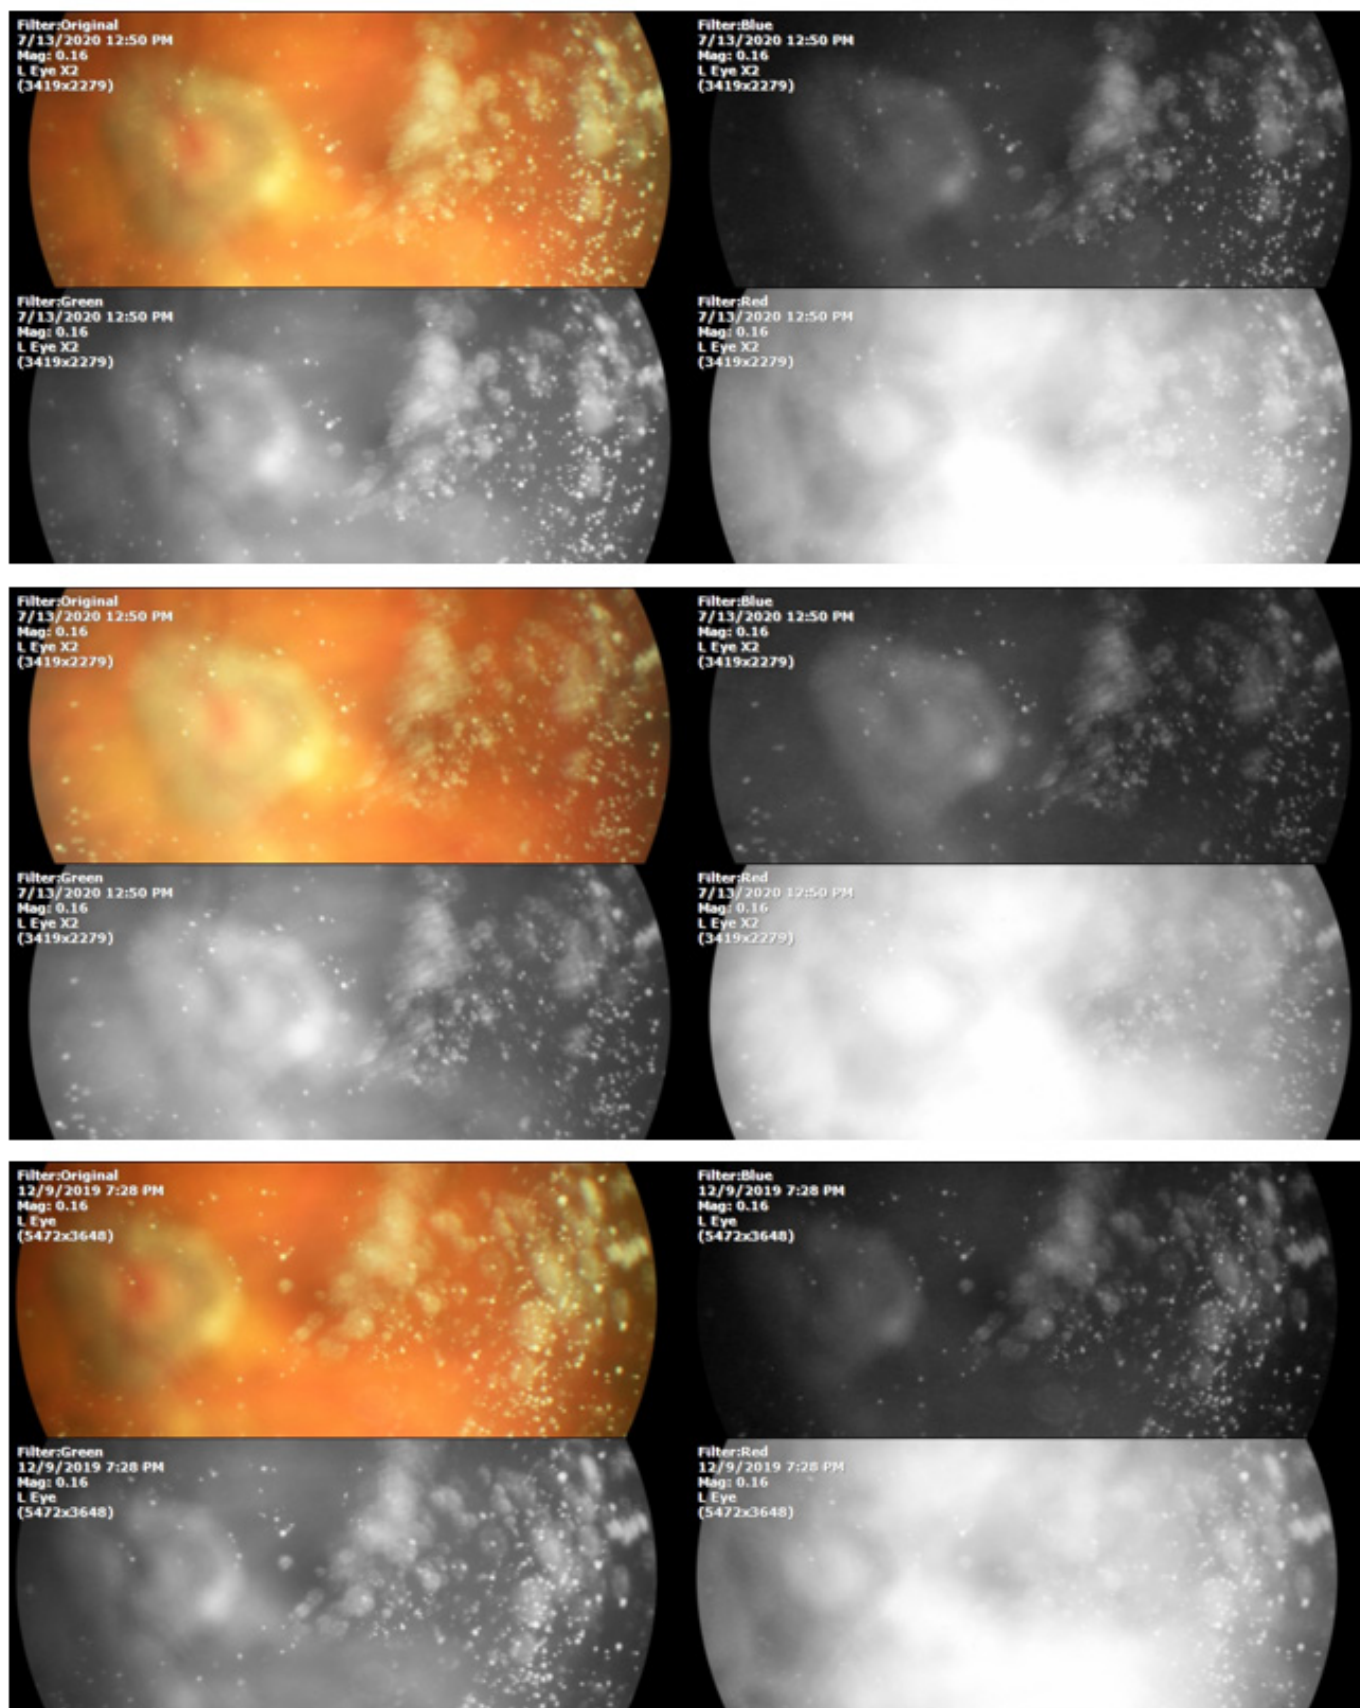 Filter:Original
7/13/2020 12:50 PM
Mag: 0.16
L Eye X2
(3419x2279)
Filter:Blue
7/13/2020 12:50 PM
Mag: 0.16
L Eye X2
(3419x2279)
Filter:Green
7/13/2020 12:50 PM
Mag: 0.16
L Eye X2
(3419x2279)
Filter:Red
7/13/2020 12:50 PM
Mag: 0.16
L Eye X2
(3419x2279)
Filter:Original
7/13/2020 12:50 PM
Mag: 0.16
L Eye X2
(3419x2279)
Filter:Blue
7/13/2020 12:50 PM
Mag: 0.16
L Eye X2
(3419x2279)
Filter:Green
7/13/2020 12:50 PM
Mag: 0.16
L Eye X2
(3419x2279)
Filter:Red
7/13/2020 12:50 PM
Mag: 0.16
L Eye X2
(3419x2279)
Filter:Original
12/9/2019 7:28 PM
Mag: 0.16
L Eye
(5472x3648)
Filter:Blue
12/9/2019 7:28 PM
Mag: 0.16
L Eye
(5472x3648)
Filter:Green
12/9/2019 7:28 PM
Mag: 0.16
L Eye
(5472x3648)
Filter:Red
12/9/2019 7:28 PM
Mag: 0.16
L Eye
(5472x3648)